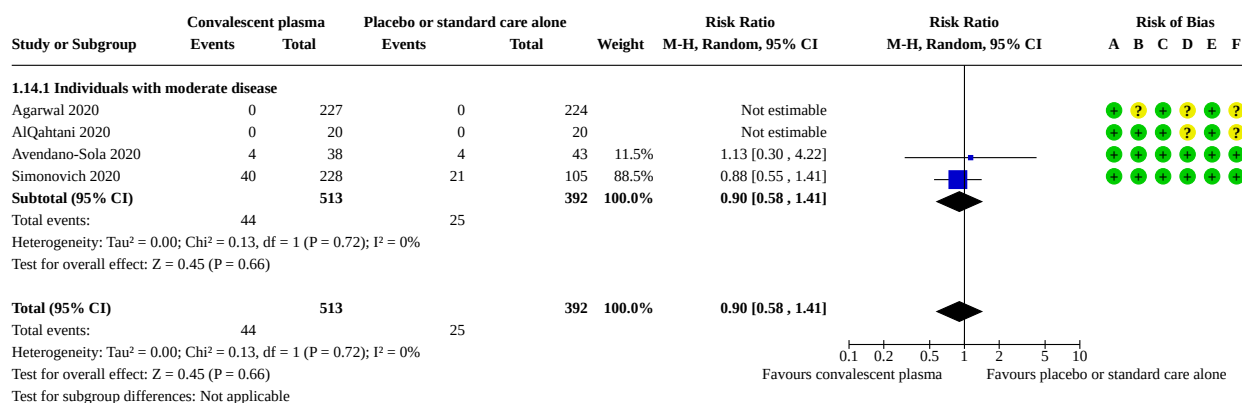 Convalescent plasma Placebo or standard care alone Risk Ratio Risk Ratio Risk of Bias
Study or Subgroup Events Total Events Total Weight M-H, Random, 95% CI M-H, Random, 95% CI A B C D E F
1.14.1 Individuals with moderate disease
Agarwal 2020 0 227 0 224 Not estimable + ? + ? + ?
AlQahtani 2020 0 20 0 20 Not estimable + + + ? + ?
Avendano-Sola 2020 4 38 4 43 11.5% 1.13 [0.30 , 4.22] + + + + + +
Simonovich 2020 40 228 21 105 88.5% 0.88 [0.55 , 1.41] + + + + + +
Subtotal (95% CI) 513 392 100.0% 0.90 [0.58 , 1.41]
Total events: 44 25
Heterogeneity: Tau² = 0.00; Chi² = 0.13, df = 1 (P = 0.72); I² = 0%
Test for overall effect: Z = 0.45 (P = 0.66)
Total (95% CI) 513 392 100.0% 0.90 [0.58 , 1.41]
Total events: 44 25
Heterogeneity: Tau² = 0.00; Chi² = 0.13, df = 1 (P = 0.72); I² = 0%
0.1 0.2 0.5 1 2 5 10
Test for overall effect: Z = 0.45 (P = 0.66) Favours convalescent plasma Favours placebo or standard care alone
Test for subgroup differences: Not applicable